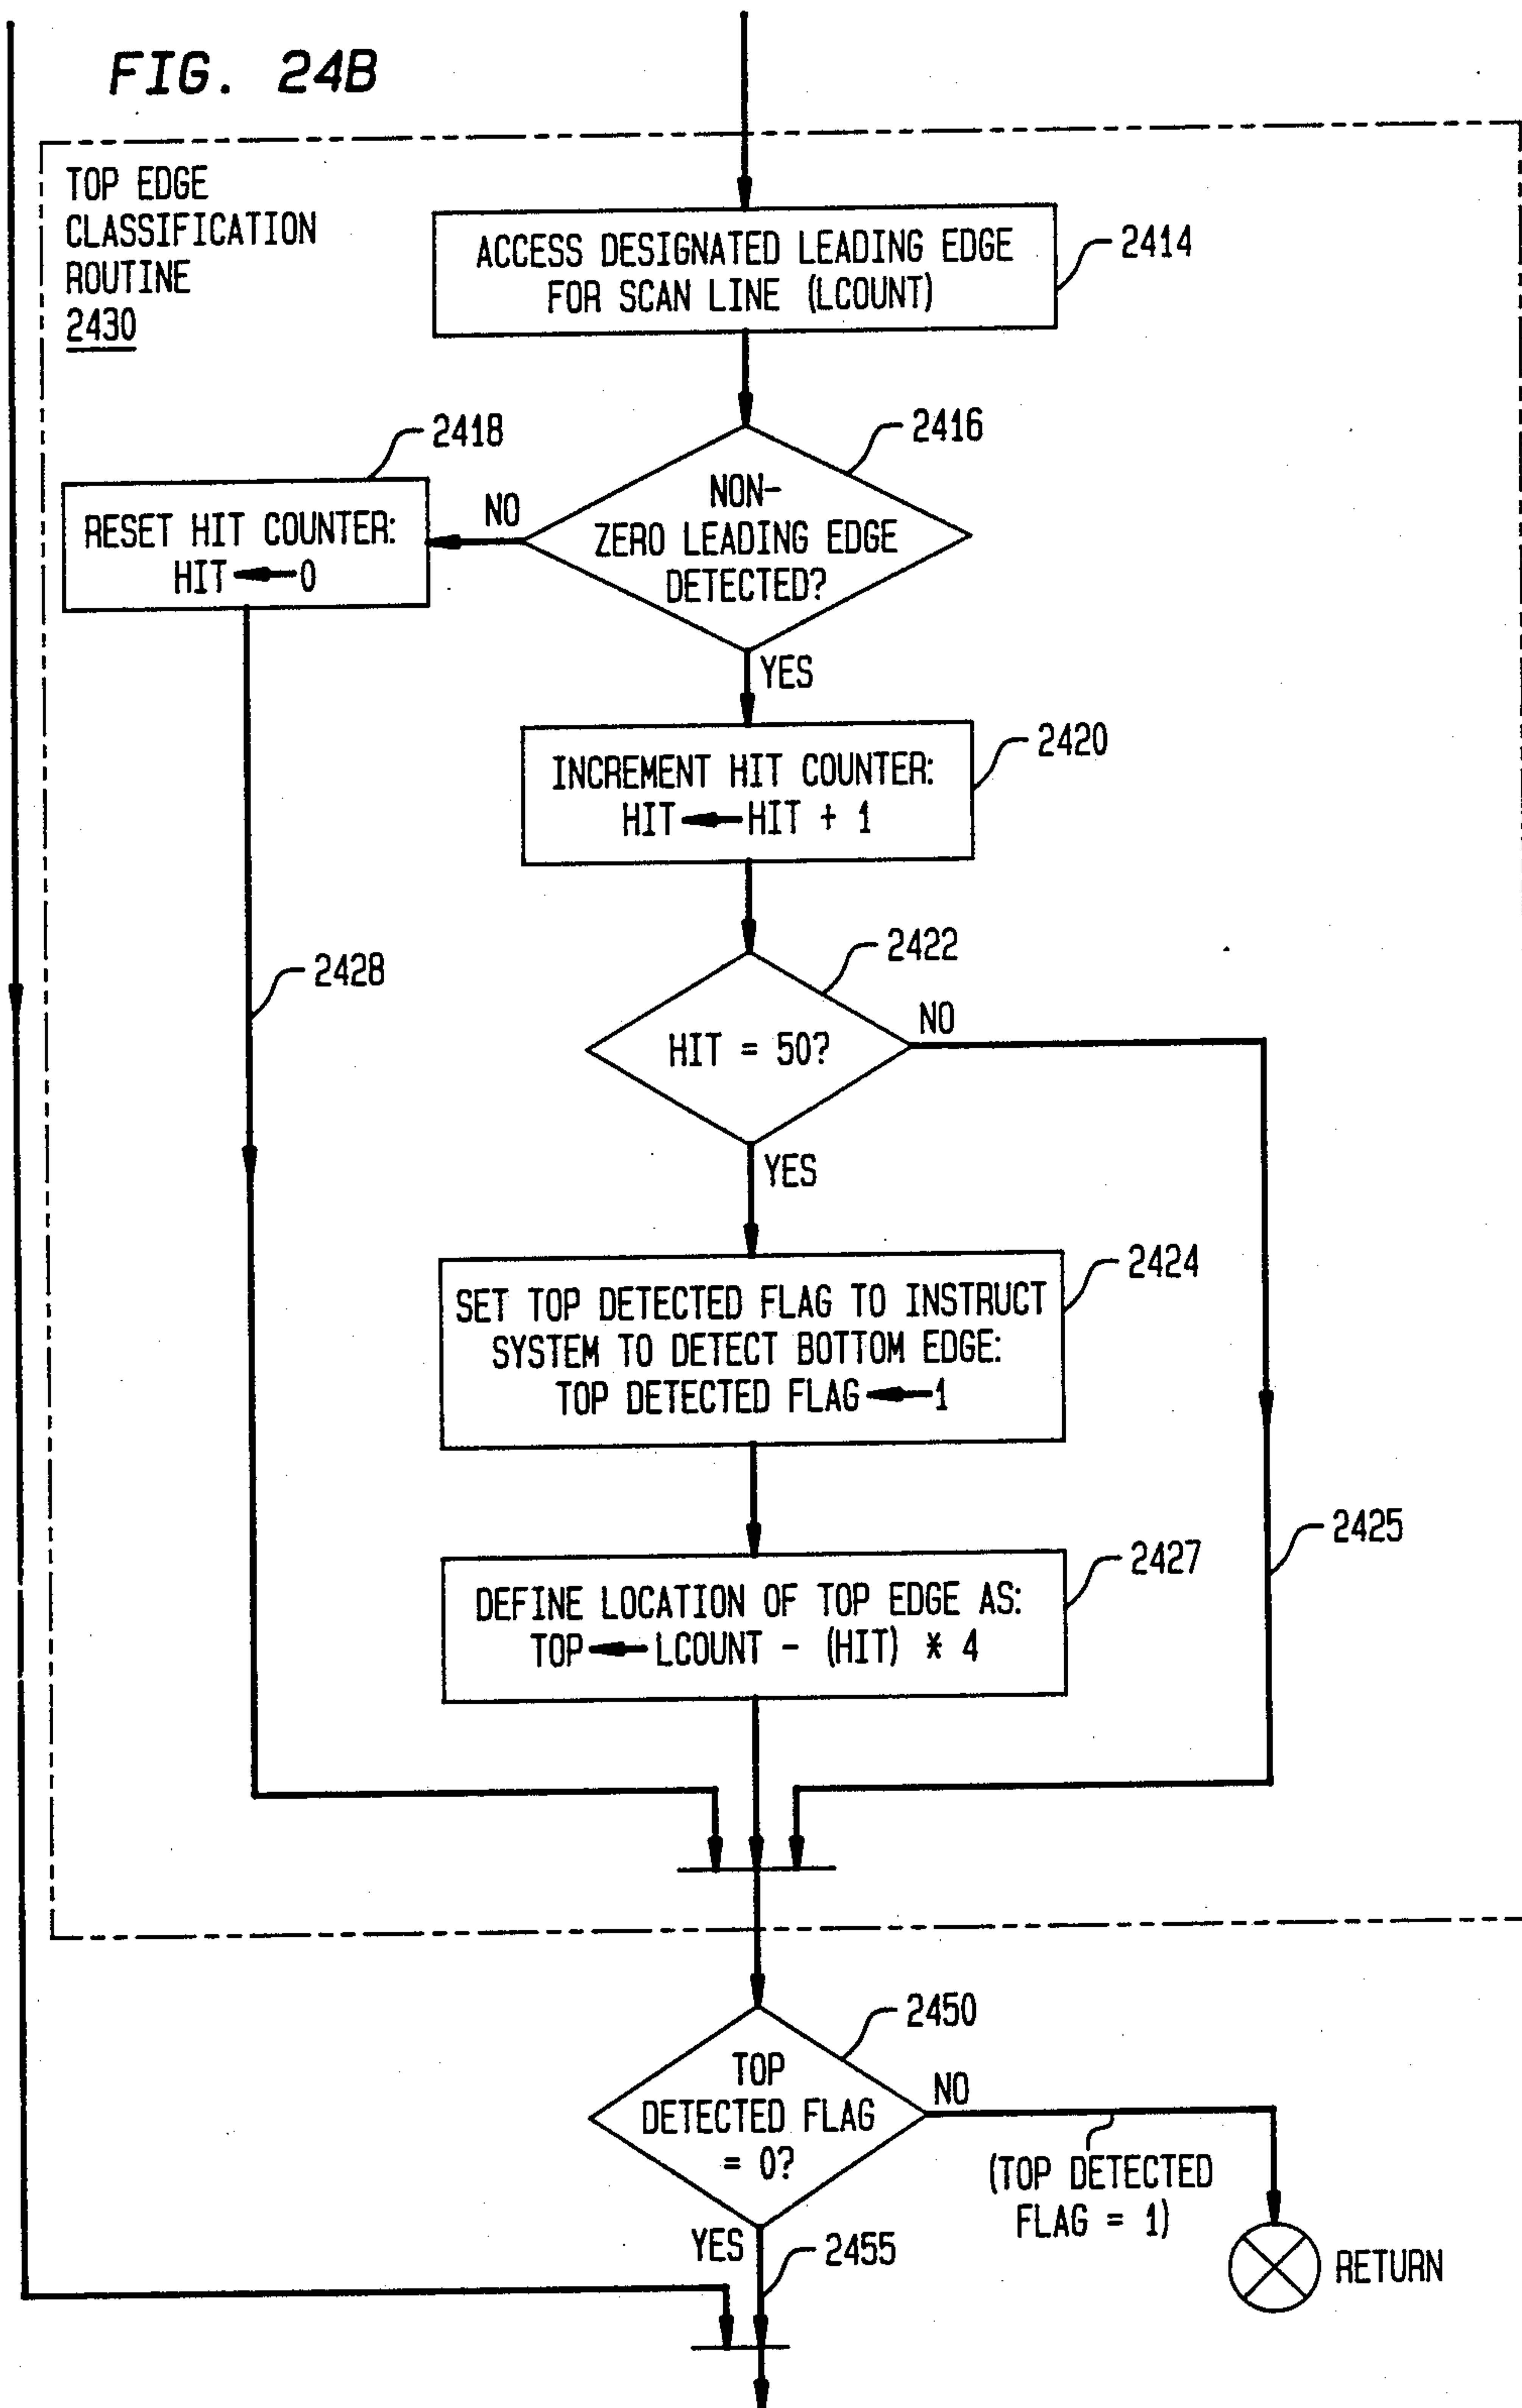 FIG. 24B
TOP EDGE
CLASSIFICATION
ROUTINE
2430
ACCESS DESIGNATED LEADING EDGE
FOR SCAN LINE (LCOUNT)
2414
2416
NON-
ZERO LEADING EDGE
DETECTED?
NO
2418
RESET HIT COUNTER:
HIT ← 0
YES
INCREMENT HIT COUNTER:
HIT ← HIT + 1
2420
2422
HIT = 50?
NO
2428
YES
SET TOP DETECTED FLAG TO INSTRUCT
SYSTEM TO DETECT BOTTOM EDGE:
TOP DETECTED FLAG ← 1
2424
2425
DEFINE LOCATION OF TOP EDGE AS:
TOP ← LCOUNT - (HIT) * 4
2427
2450
TOP
DETECTED FLAG
= 0?
NO
(TOP DETECTED
FLAG = 1)
YES
2455
RETURN